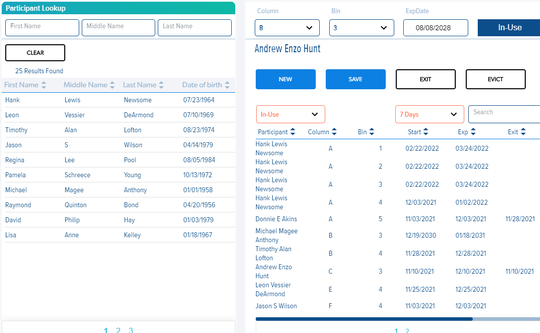 Participant Lookup
First Name Middle Name Last Name
CLEAR
25 Results Found
First Name Middle Name Last Name Date of birth
Hank Lewis Newsome 07/23/1964
Leon Vessier DeArmond 07/10/1969
Timothy Alan Lofton 08/23/1974
Jason S Wilson 04/14/1979
Regina Lee Pool 08/05/1984
Pamela Schreece Young 10/13/1972
Michael Magee Anthony 01/01/1958
Raymond Quinton Bond 04/20/1956
David Philip Hay 01/03/1979
Lisa Anne Kelley 01/18/1967
1 2 3
Column Bin ExpDate
B 3 08/08/2028 In-Use
Andrew Enzo Hunt
NEW SAVE EXIT EVICT
In-Use 7 Days Search
Participant Column Bin Start Exp Exit
Hank Lewis
Newsome A 1 02/22/2022 03/24/2022
Hank Lewis
Newsome A 2 02/22/2022 03/24/2022
Hank Lewis
Newsome A 3 02/22/2022 03/24/2022
Hank Lewis
Newsome A 4 12/03/2021 01/02/2022
Donnie E Akins A 5 11/03/2021 12/03/2021 11/28/2021
Michael Magee
Anthony B 3 12/19/2030 01/18/2031
Timothy Alan
Lofton B 4 11/28/2021 12/28/2021
Andrew Enzo
Hunt C 3 11/10/2021 12/10/2021 11/10/2021
Leon Vessier
DeArmond E 4 11/25/2021 12/25/2021
Jason S Wilson F 4 11/03/2021 12/03/2021
1 2